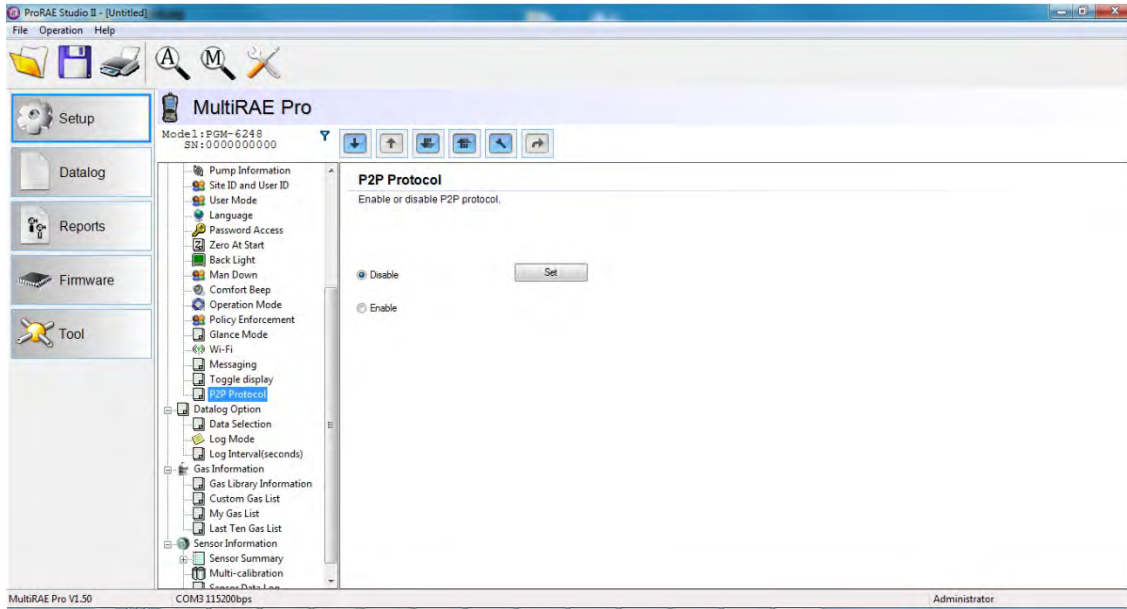 ProRAE Studio II - [Untitled]
File Operation Help
A M
Setup
Datalog
Reports
Firmware
Tool
MultiRAE Pro
Model:PGM-6248
SN:0000000000
Pump Information
Site ID and User ID
User Mode
Language
Password Access
Zero At Start
Back Light
Man Down
Comfort Beep
Operation Mode
Policy Enforcement
Glance Mode
Wi-Fi
Messaging
Toggle display
P2P Protocol
Datalog Option
Data Selection
Log Mode
Log Interval(seconds)
Gas Information
Gas Library Information
Custom Gas List
My Gas List
Last Ten Gas List
Sensor Information
Sensor Summary
Multi-calibration
Sensor Data Log
P2P Protocol
Enable or disable P2P protocol.
Disable Set
Enable
MultiRAE Pro V1.50 COM3 115200bps Administrator